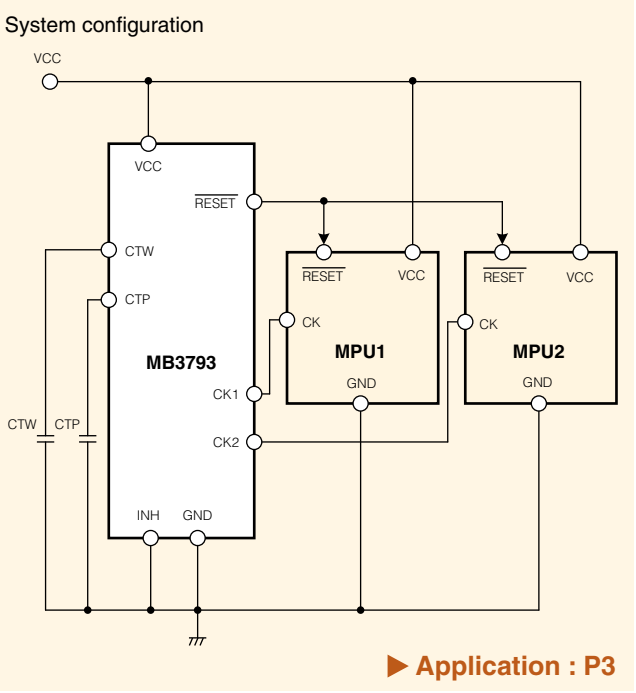 System configuration
VCC
VCC
RESET
CTW
CTP
RESET
VCC
RESET
VCC
CK
CK
MPU1
MPU2
MB3793
GND
GND
CK1
CTW
CTP
CK2
INH
GND
Application : P3